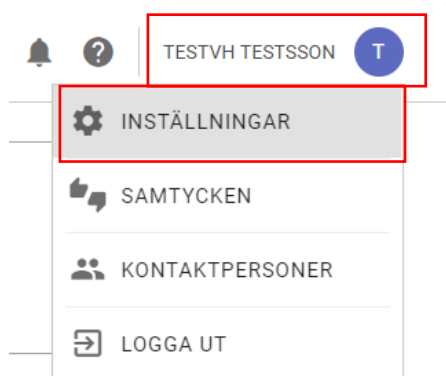 TESTVH TESTSSON T
INSTÄLLNINGAR
SAMTYCKEN
KONTAKTPERSONER
LOGGA UT